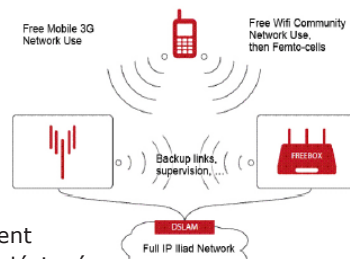 Free Mobile 3G
Network Use
Free Wifi Community
Network Use,
then Femto-cells
Backup links,
supervision, ...
FREEBOX
DSLAM
Full IP Iliad Network
ent